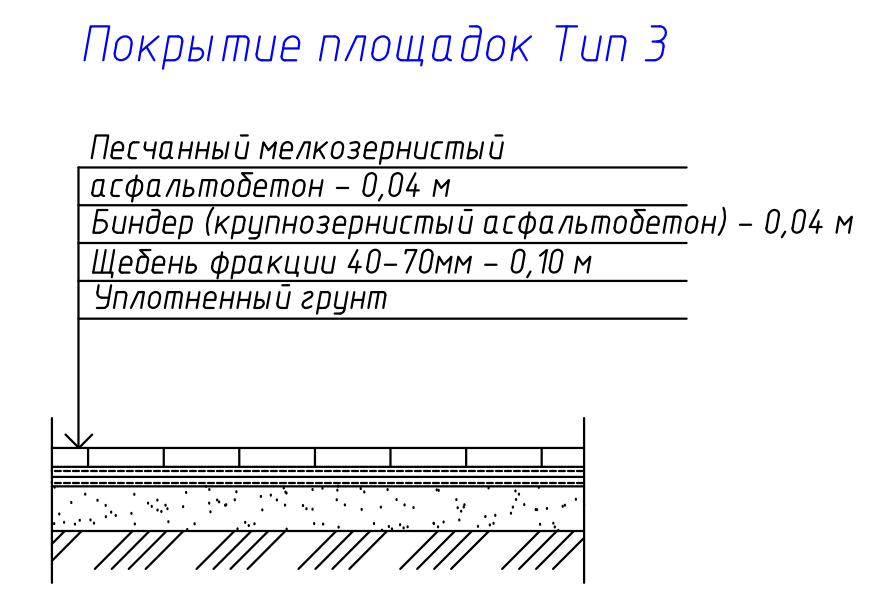 Покрытие площадок Тип 3
Песчанный мелкозернистый
асфальтобетон – 0,04 м
Биндер (крупнозернистый асфальтобетон) – 0,04 м
Щебень фракции 40–70мм – 0,10 м
Уплотненный грунт